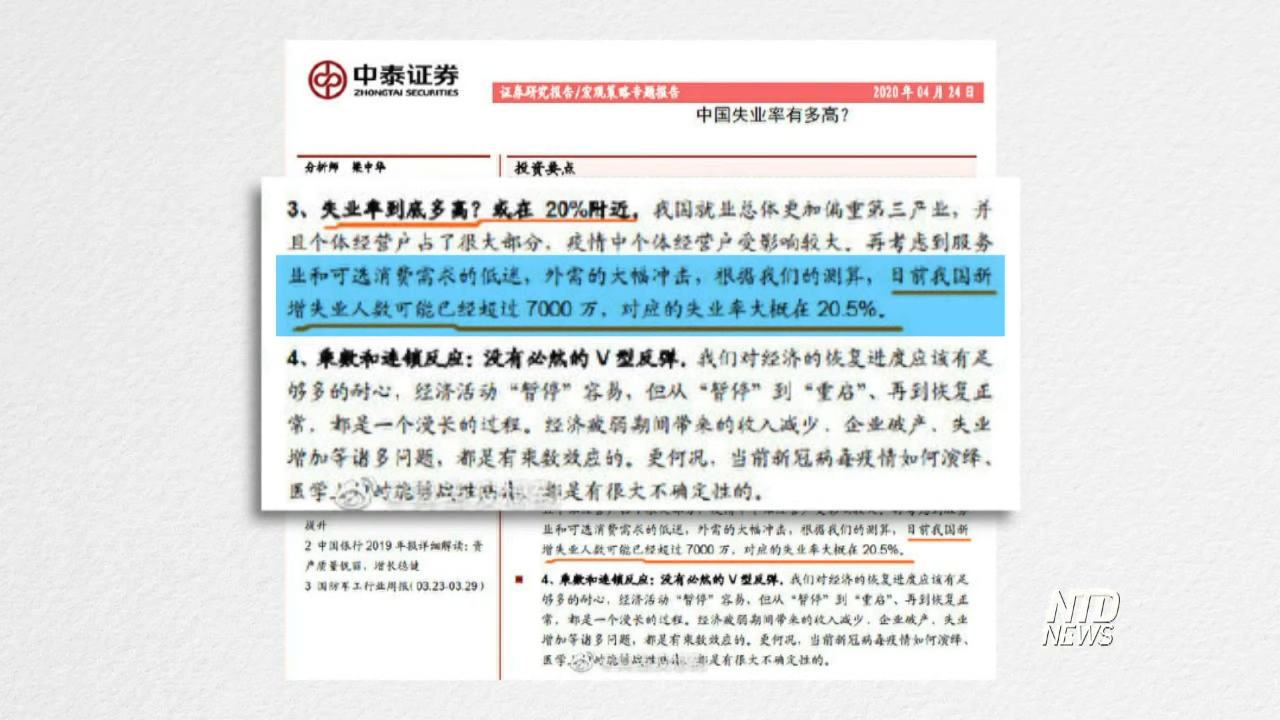 中泰证券
ZHONGTAI SECURITIES
证券研究报告/宏观策略专题报告
2020年04月24日
中国失业率有多高？
分析师 梁中华
投资要点
3、失业率到底多高？或在 20%附近。我国就业总体更加偏重第三产业，并
且个体经营户占了很大部分，疫情中个体经营户受影响较大。再考虑到服务
业和可选消费需求的低迷，外需的大幅冲击，根据我们的测算，目前我国新
增失业人数可能已经超过 7000 万，对应的失业率大概在 20.5%。
4、乘数和连锁反应：没有必然的 V 型反弹。我们对经济的恢复进度应该有足
够多的耐心，经济活动“暂停”容易，但从“暂停”到“重启”、再到恢复正
常，都是一个漫长的过程。经济疲弱期间带来的收入减少、企业破产、失业
增加等诸多问题，都是有乘数效应的。更何况，当前新冠病毒疫情如何演绎、
医学上何时能够战胜病毒，都是有很大不确定性的。
提升
2 中国银行2019年报详细解读：资
产质量优丽，增长稳健
3 国防军工行业周报(03.23-03.29)
业和可选消费需求的低迷，外需的大幅冲击，根据我们的测算，目前我国新
增失业人数可能已经超过 7000 万，对应的失业率大概在 20.5%。
4、乘数和连锁反应：没有必然的 V 型反弹。我们对经济的恢复进度应该有足
够多的耐心，经济活动“暂停”容易，但从“暂停”到“重启”、再到恢复正
常，都是一个漫长的过程。经济疲弱期间带来的收入减少、企业破产、失业
增加等诸多问题，都是有乘数效应的。更何况，当前新冠病毒疫情如何演绎、
医学上何时能够战胜病毒，都是有很大不确定性的。
NTD
NEWS